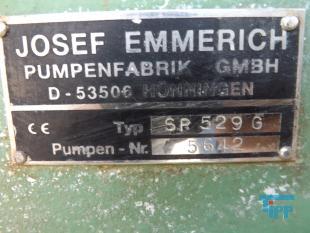 JOSEF EMMERICH
PUMPENFABRIK GMBH
D-53506 HÖNNINGEN
CE Typ SR 529 G
Pumpen-Nr. 5642